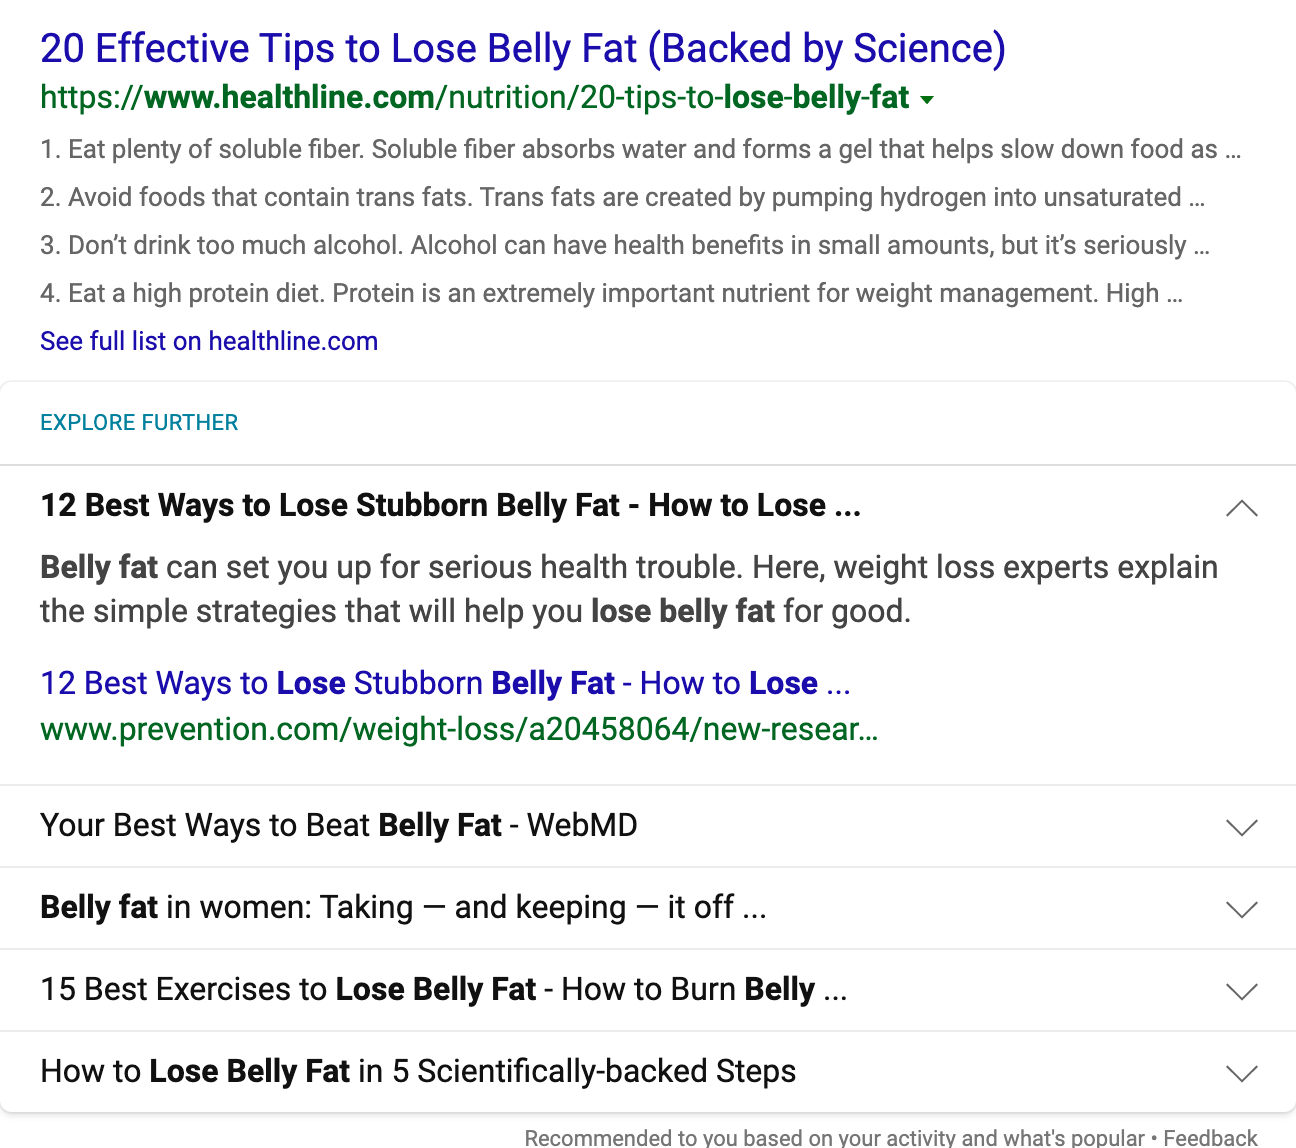 20 Effective Tips to Lose Belly Fat (Backed by Science)
https://www.healthline.com/nutrition/20-tips-to-lose-belly-fat
1. Eat plenty of soluble fiber. Soluble fiber absorbs water and forms a gel that helps slow down food as ...
2. Avoid foods that contain trans fats. Trans fats are created by pumping hydrogen into unsaturated ...
3. Don’t drink too much alcohol. Alcohol can have health benefits in small amounts, but it’s seriously ...
4. Eat a high protein diet. Protein is an extremely important nutrient for weight management. High ...
See full list on healthline.com
EXPLORE FURTHER
12 Best Ways to Lose Stubborn Belly Fat - How to Lose ...
Belly fat can set you up for serious health trouble. Here, weight loss experts explain
the simple strategies that will help you lose belly fat for good.
12 Best Ways to Lose Stubborn Belly Fat - How to Lose ...
www.prevention.com/weight-loss/a20458064/new-resear...
Your Best Ways to Beat Belly Fat - WebMD
Belly fat in women: Taking — and keeping — it off ...
15 Best Exercises to Lose Belly Fat - How to Burn Belly ...
How to Lose Belly Fat in 5 Scientifically-backed Steps
Recommended to you based on your activity and what's popular • Feedback